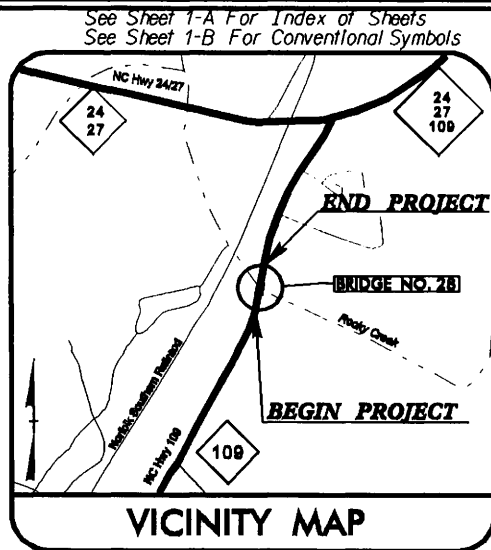 See Sheet 1-A For Index of Sheets
See Sheet 1-B For Conventional Symbols
NC Hwy 24/27
24
27
24
27
109
END PROJECT
BRIDGE NO. 28
Rocky Creek
Norfolk Southern Railroad
BEGIN PROJECT
NC Hwy 109
109
VICINITY MAP